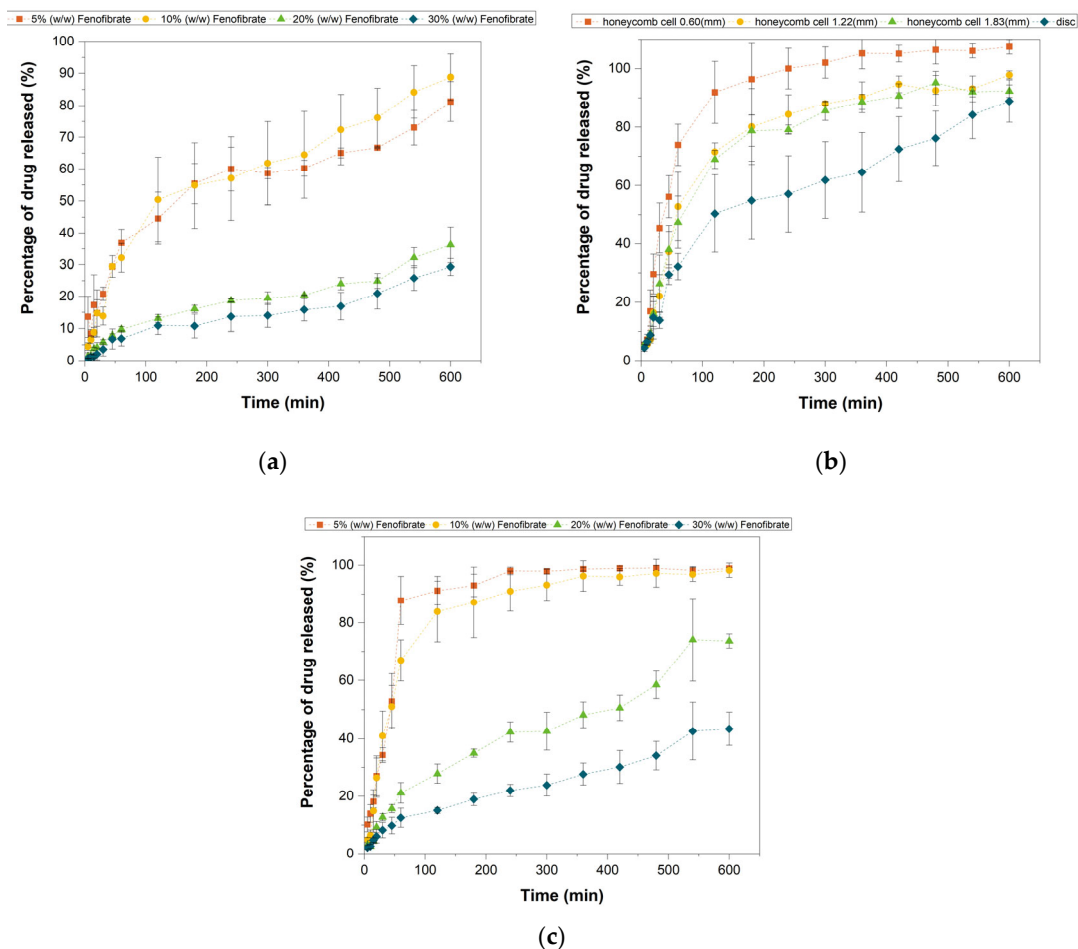 5% (w/w) Fenofibrate 10% (w/w) Fenofibrate 20% (w/w) Fenofibrate 30% (w/w) Fenofibrate
Percentage of drug released (%)
100
90
80
70
60
50
40
30
20
10
0
0 100 200 300 400 500 600
Time (min)
(a)
honeycomb cell 0.60(mm) honeycomb cell 1.22(mm) honeycomb cell 1.83(mm) disc
Percentage of drug released (%)
100
80
60
40
20
0
0 100 200 300 400 500 600
Time (min)
(b)
5% (w/w) Fenofibrate 10% (w/w) Fenofibrate 20% (w/w) Fenofibrate 30% (w/w) Fenofibrate
Percentage of drug released (%)
100
80
60
40
20
0
0 100 200 300 400 500 600
Time (min)
(c)